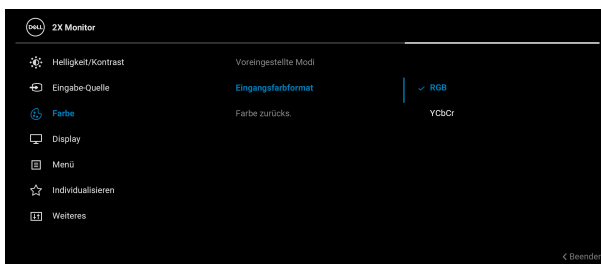 DELL 2X Monitor
Helligkeit/Kontrast Voreingestellte Modi
Eingabe-Quelle Eingangsfarbformat RGB
Farbe Farbe zurücks. YCbCr
Display
Menü
Individualisieren
Weiteres
Beenden